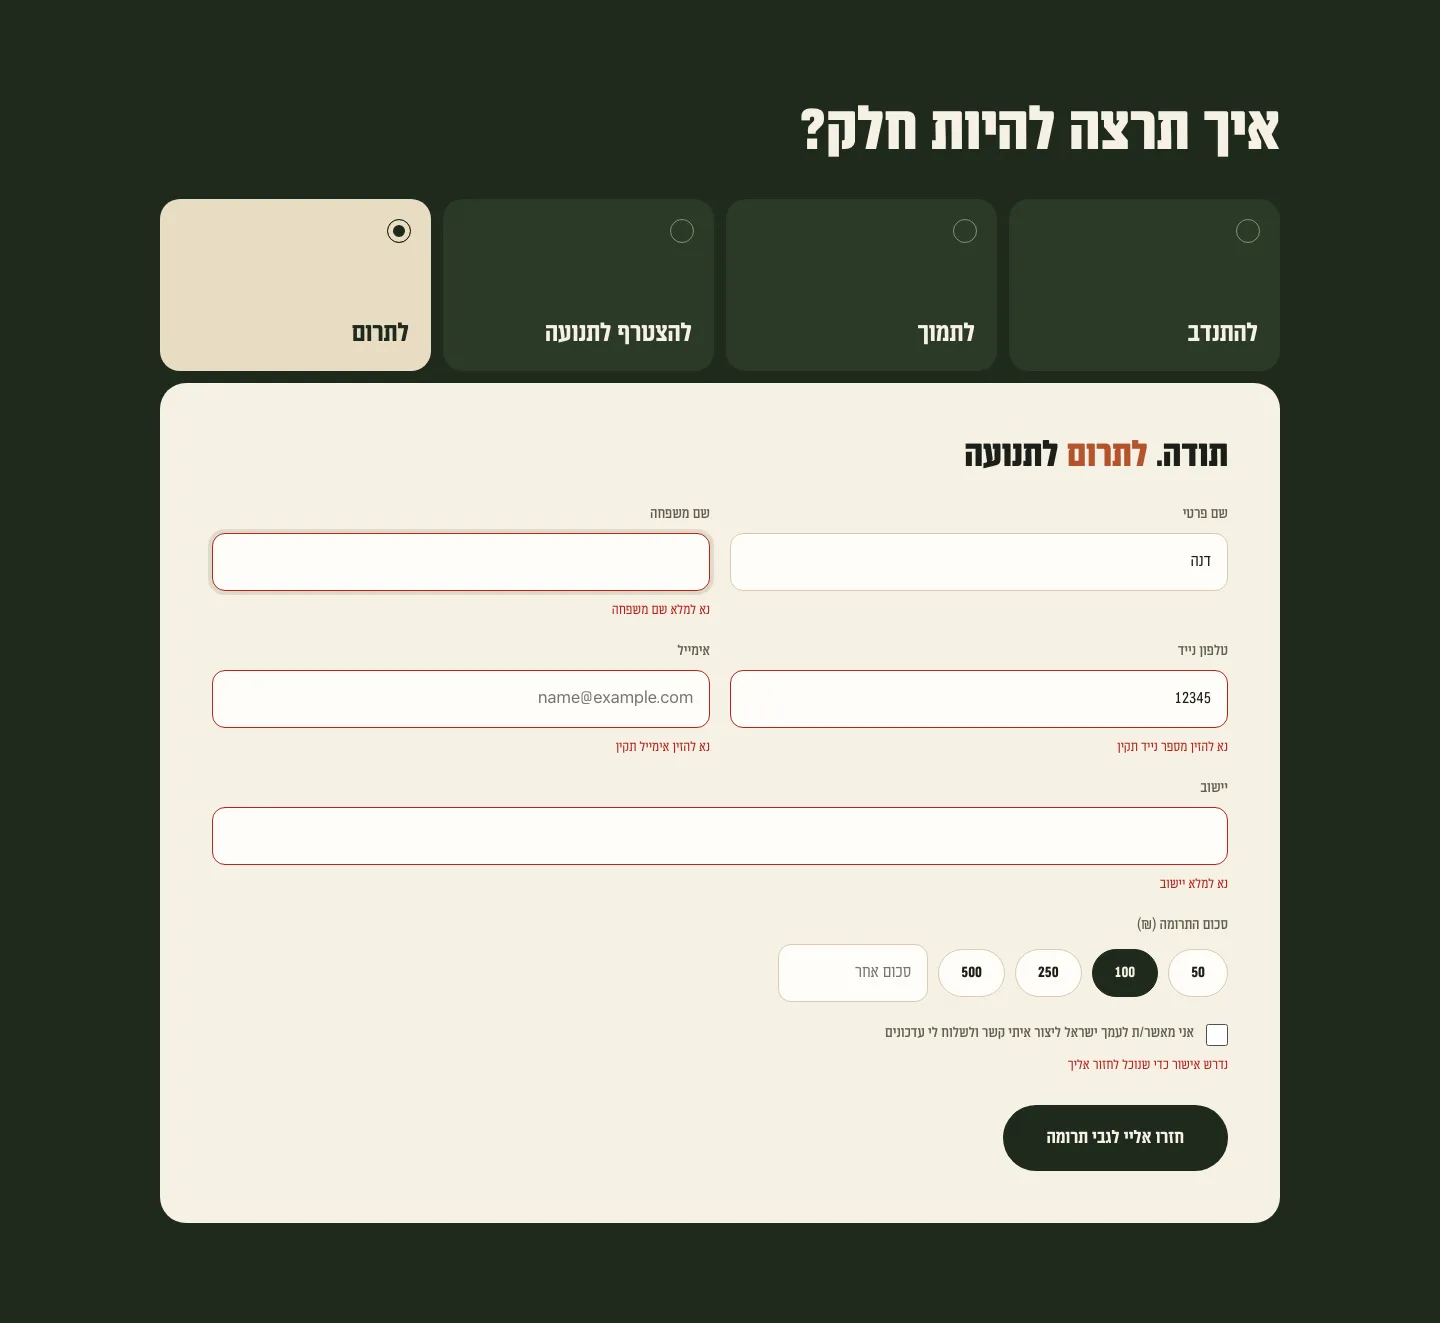 איך תרצה להיות חלק?
להתנדב
לתמוך
להצטרף לתנועה
לתרום
תודה. לתרום לתנועה
שם פרטי
דנה
שם משפחה
נא למלא שם משפחה
טלפון נייד
12345
נא להזין מספר נייד תקין
אימייל
name@example.com
נא להזין אימייל תקין
יישוב
נא למלא יישוב
סכום התרומה (₪)
50
100
250
500
סכום אחר
אני מאשר/ת לעמך ישראל ליצור איתי קשר ולשלוח לי עדכונים
נדרש אישור כדי שנוכל לחזור אליך
חזרו אליי לגבי תרומה